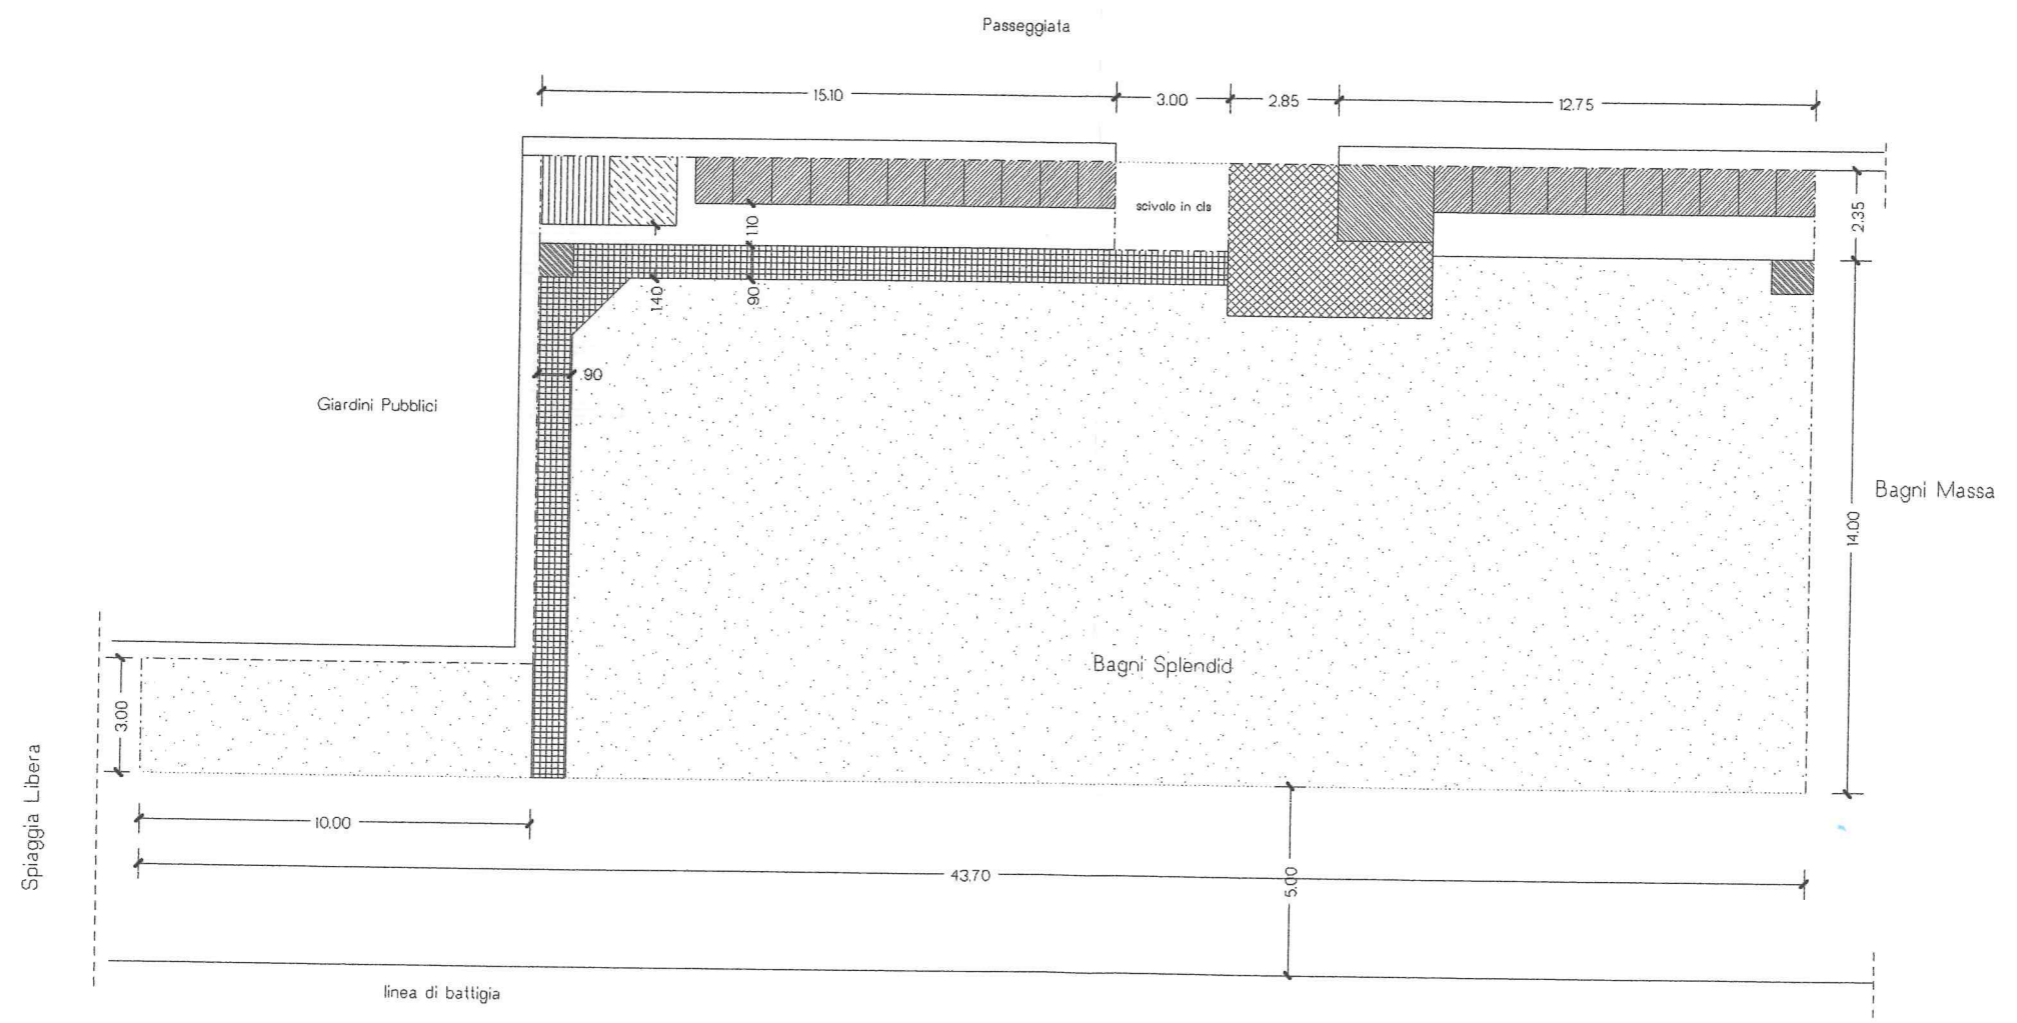 Passeggiata
15.10
3.00
2.85
12.75
scivolo in cls
1.10
2.35
1.40
.90
.90
Giardini Pubblici
Bagni Massa
14.00
Bagni Splendid
3.00
Spiaggia Libera
10.00
43.70
5.00
linea di battigia